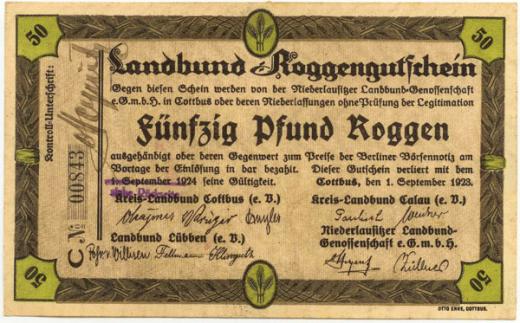 50
50
Landbund Roggengutschein
Gegen diesen Schein werden von der Niederlausitzer Landbund-Genossenschaft
e.G.m.b.H. in Cottbus oder deren Niederlassungen ohne Prüfung der Legitimation
Fünfzig Pfund Roggen
ausgehändigt oder deren Gegenwert zum Preise der Berliner Börsennotiz am
Vortage der Einlösung in bar bezahlt. Dieser Gutschein verliert mit dem
1. September 1924 seine Gültigkeit. Cottbus, den 1. September 1923.
siehe Rückseite
Kreis-Landbund Cottbus (e. V.) Kreis-Landbund Calau (e. V.)
Landbund Lübben (e. V.) Niederlausitzer Landbund-
Genossenschaft e. G. m. b. H.
Kontroll-Unterschrift:
C. No 00843
50
50
OTTO ENKE, COTTBUS.